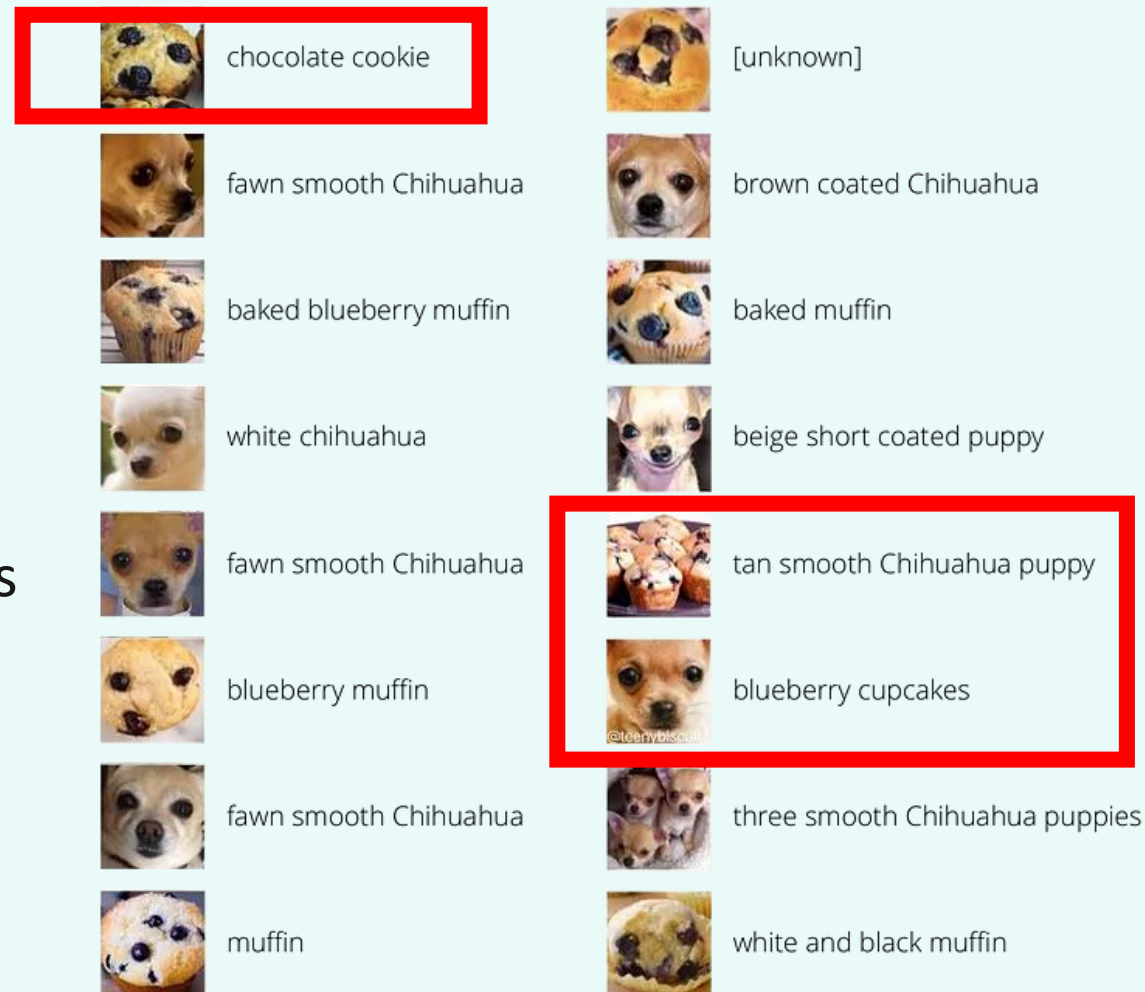 chocolate cookie
[unknown]
fawn smooth Chihuahua
brown coated Chihuahua
baked blueberry muffin
baked muffin
white chihuahua
beige short coated puppy
s
fawn smooth Chihuahua
tan smooth Chihuahua puppy
blueberry muffin
blueberry cupcakes
@teenybiscuit
fawn smooth Chihuahua
three smooth Chihuahua puppies
muffin
white and black muffin